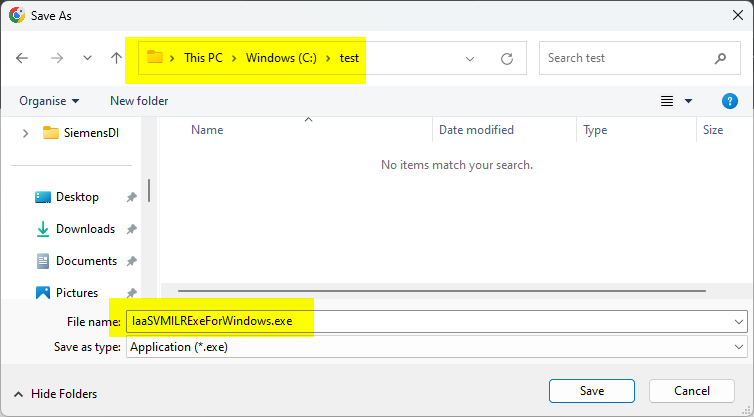 Save As
This PC > Windows (C:) > test
Search test
Organise New folder
SiemensDI
Desktop
Downloads
Documents
Pictures
Name Date modified Type Size
No items match your search.
File name: IaaSVMILRExeForWindows.exe
Save as type: Application (*.exe)
Hide Folders Save Cancel